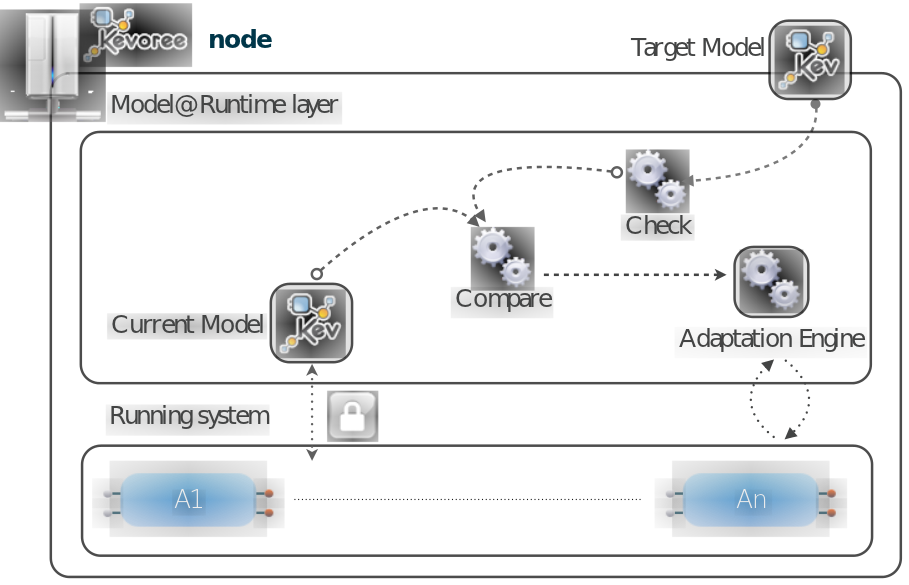 Kevoree
node
Target Model
Kev
Model@Runtime layer
Check
Compare
Current Model
Kev
Adaptation Engine
Running system
A1
An